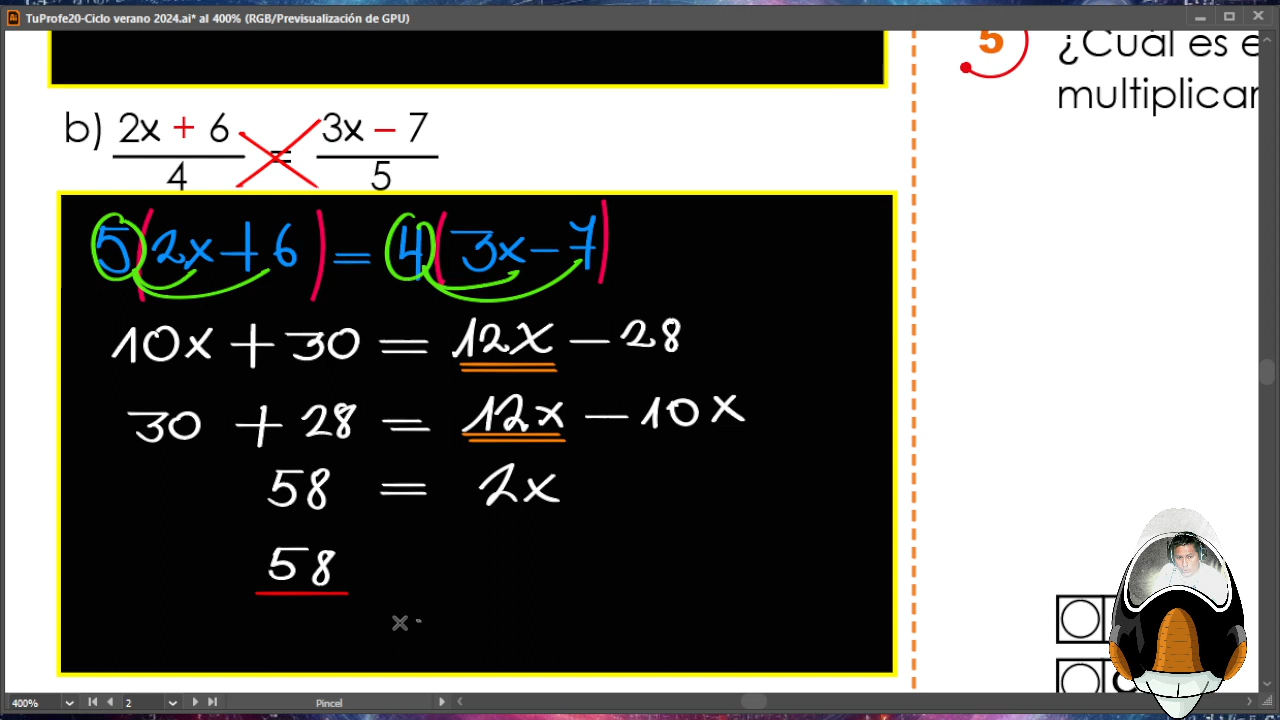 TuProfe20-Ciclo verano 2024.ai* al 400% (RGB/Previsualización de GPU)
b) 2x + 6 / 4 = 3x – 7 / 5
5(2x+6) = 4(3x-7)
10x + 30 = 12x - 28
30 + 28 = 12x - 10x
58 = 2x
58
5
¿Cuál es e
multiplicar
400%
2
Pincel